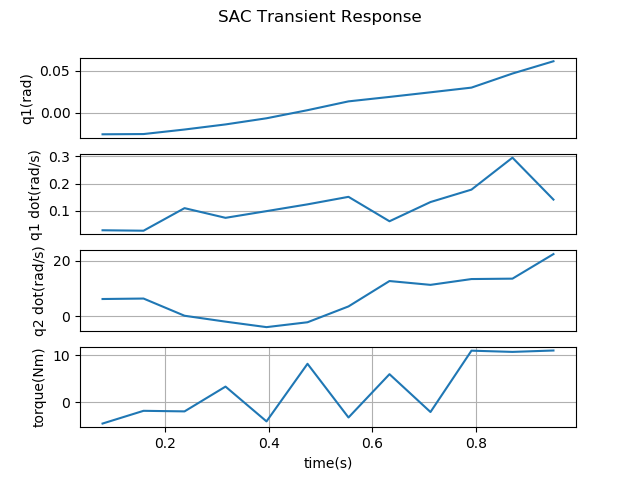 SAC Transient Response
0.05
0.00
q1(rad)
0.3
0.2
0.1
q1 dot(rad/s)
20
0
q2 dot(rad/s)
10
0
torque(Nm)
0.2 0.4 0.6 0.8
time(s)